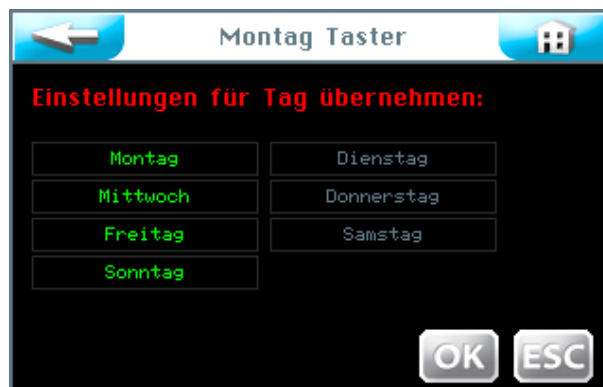 Montag Taster
Einstellungen für Tag übernehmen:
Montag Dienstag
Mittwoch Donnerstag
Freitag Samstag
Sonntag
OK ESC